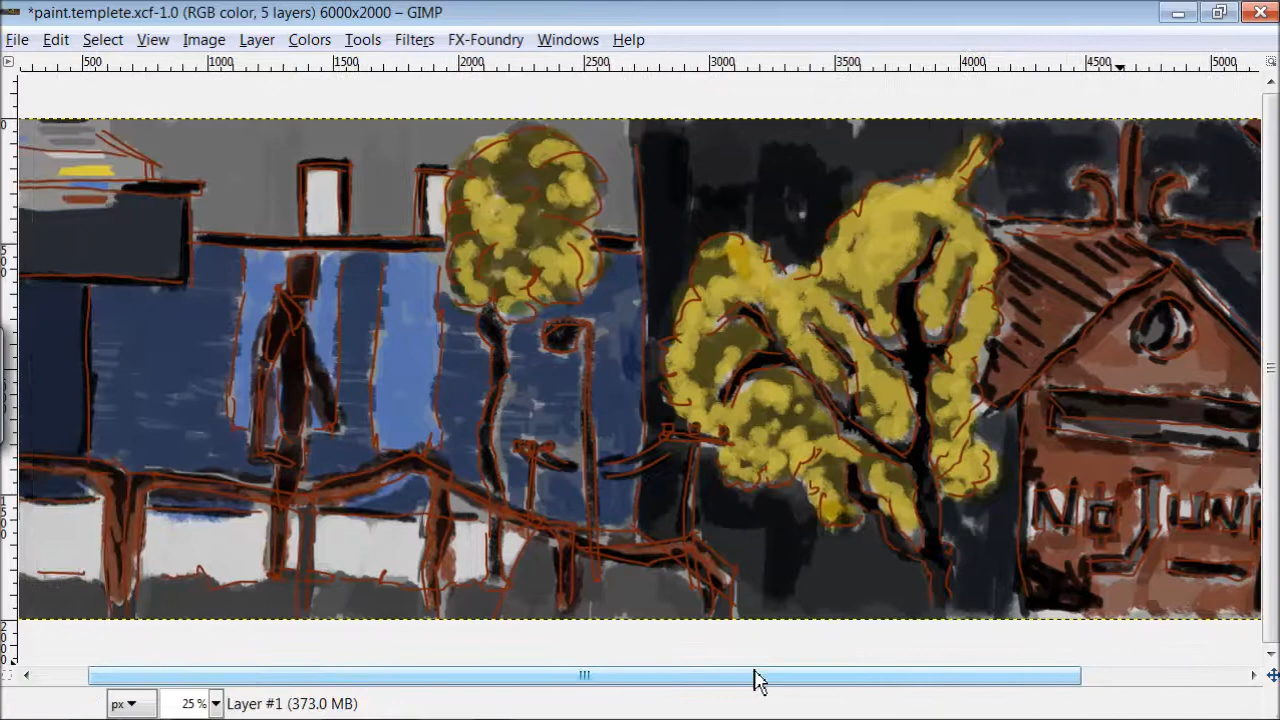 *paint.templete.xcf-1.0 (RGB color, 5 layers) 6000x2000 – GIMP
File Edit Select View Image Layer Colors Tools Filters FX-Foundry Windows Help
500 1000 1500 2000 2500 3000 3500 4000 4500 5000
No JUNP
px 25 % Layer #1 (373.0 MB)